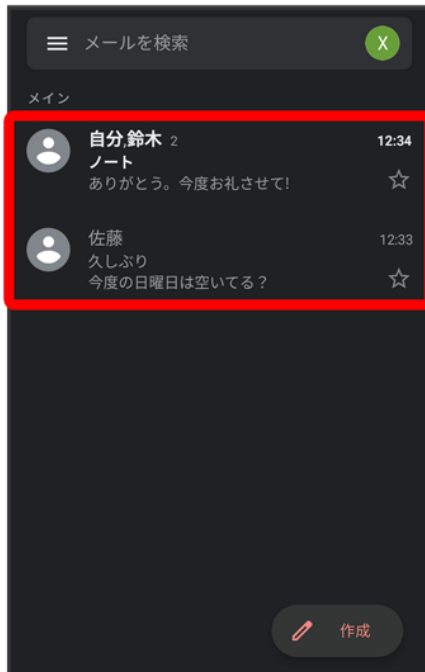 メールを検索
X
メイン
自分,鈴木 2
12:34
ノート
ありがとう。今度お礼させて!
佐藤
12:33
久しぶり
今度の日曜日は空いてる？
作成